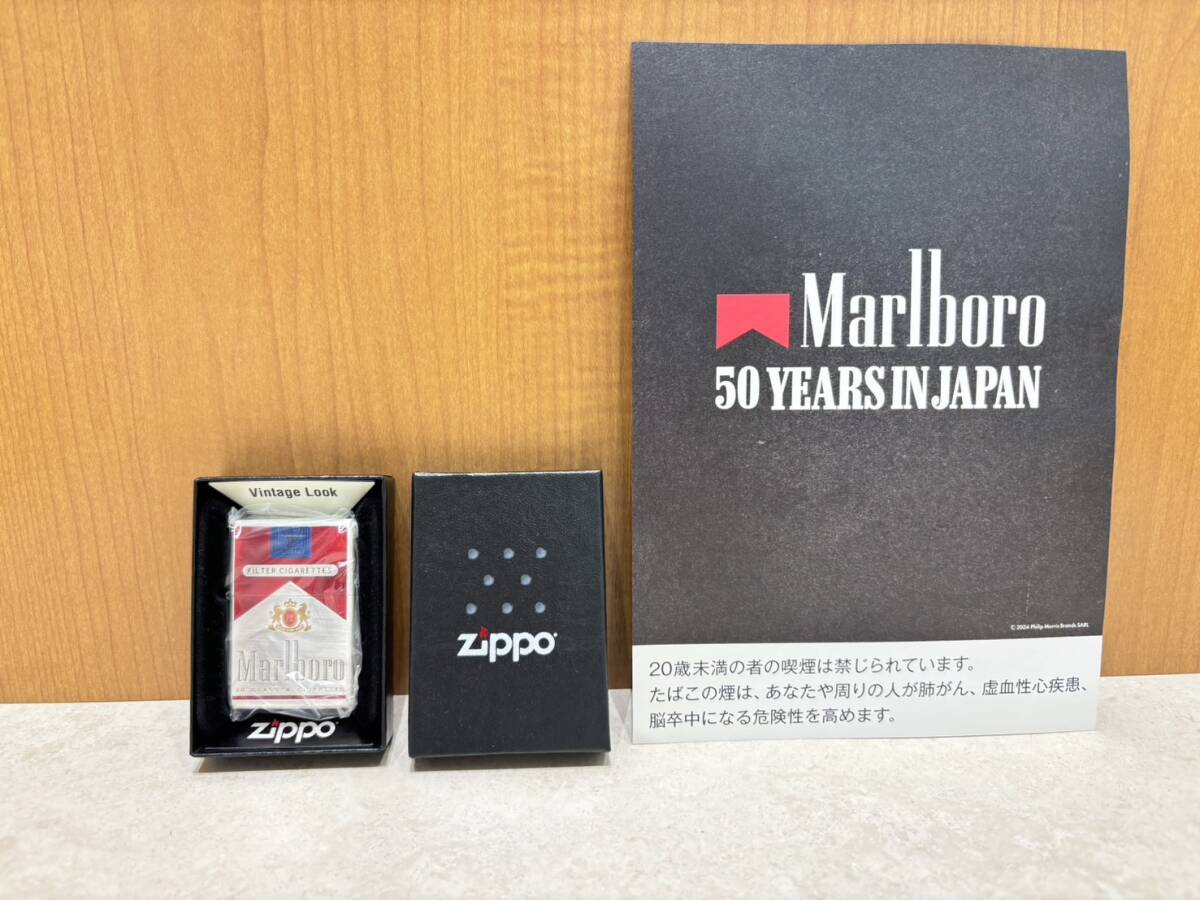 Vintage Look
FILTER CIGARETTES
Marlboro
20 CLASS A CIGARETTES
Zippo
Zippo
Marlboro
50 YEARS IN JAPAN
© 2024 Philip Morris Brands SARL
20歳未満の者の喫煙は禁じられています。
たばこの煙は、あなたや周りの人が肺がん、虚血性心疾患、
脳卒中になる危険性を高めます。